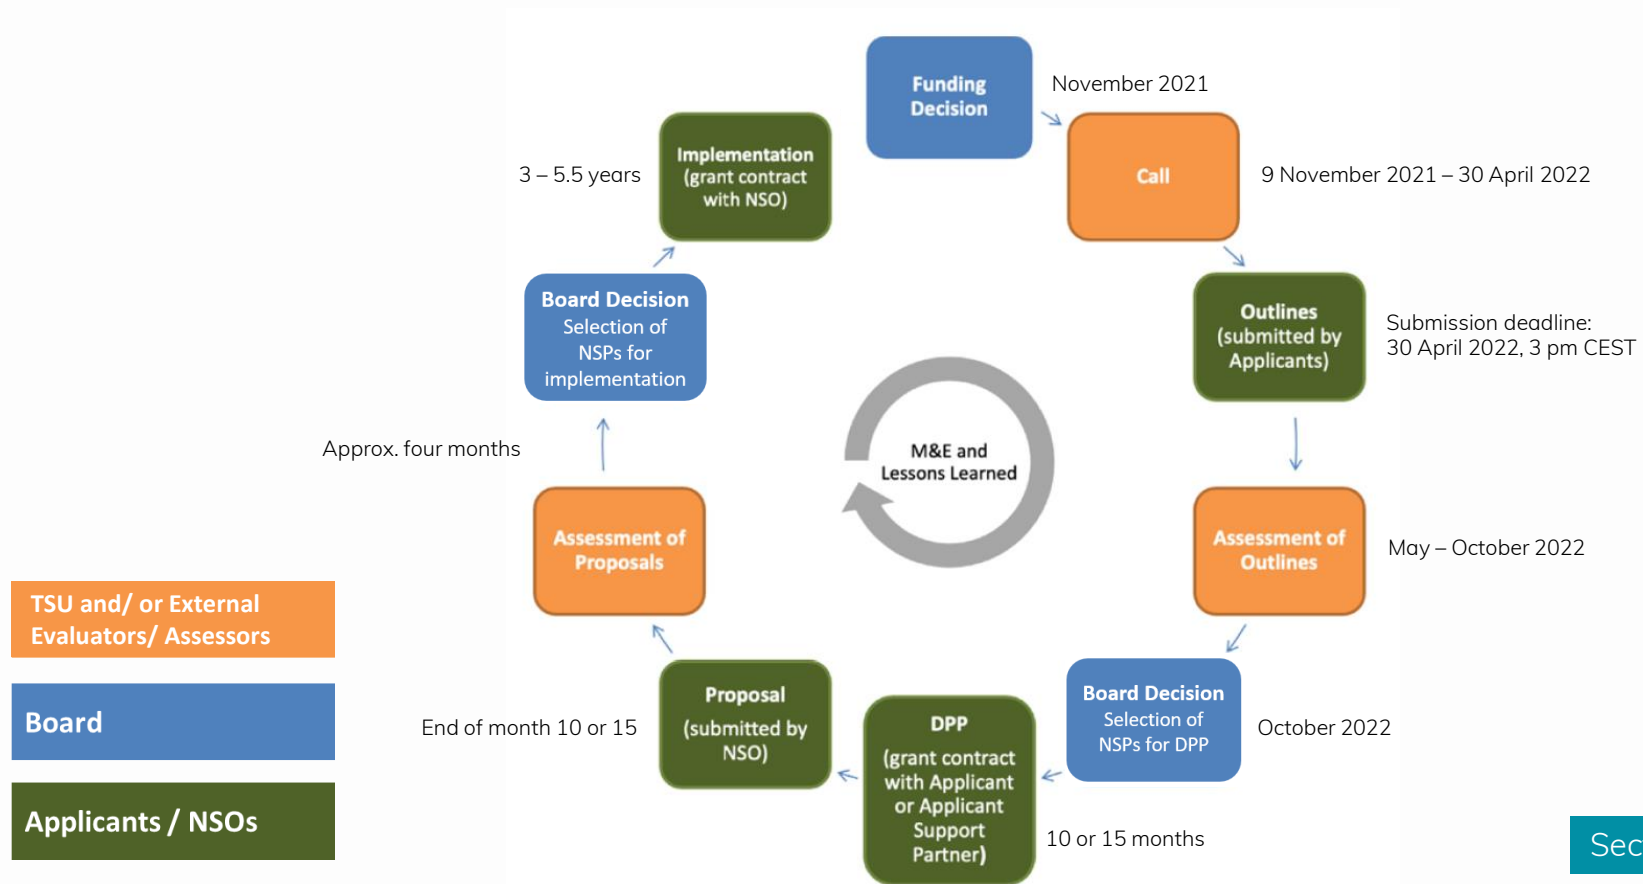 Funding
Decision
November 2021
Call
9 November 2021 – 30 April 2022
Outlines
(submitted by
Applicants)
Submission deadline:
30 April 2022, 3 pm CEST
Assessment of
Outlines
May – October 2022
Board Decision
Selection of
NSPs for DPP
October 2022
DPP
(grant contract
with Applicant
or Applicant
Support
Partner)
10 or 15 months
Proposal
(submitted by
NSO)
End of month 10 or 15
Assessment of
Proposals
Approx. four months
Board Decision
Selection of
NSPs for
implementation
Implementation
(grant contract
with NSO)
3 – 5.5 years
M&E and
Lessons Learned
TSU and/ or External
Evaluators/ Assessors
Board
Applicants / NSOs
Sec